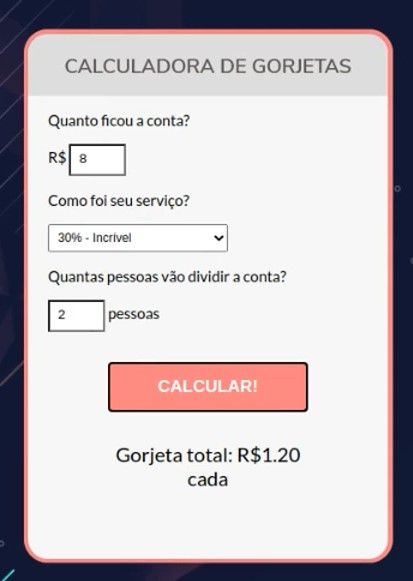 CALCULADORA DE GORJETAS
Quanto ficou a conta?
R$ 8
Como foi seu serviço?
30% - Incrível
Quantas pessoas vão dividir a conta?
2 pessoas
CALCULAR!
Gorjeta total: R$1.20
cada